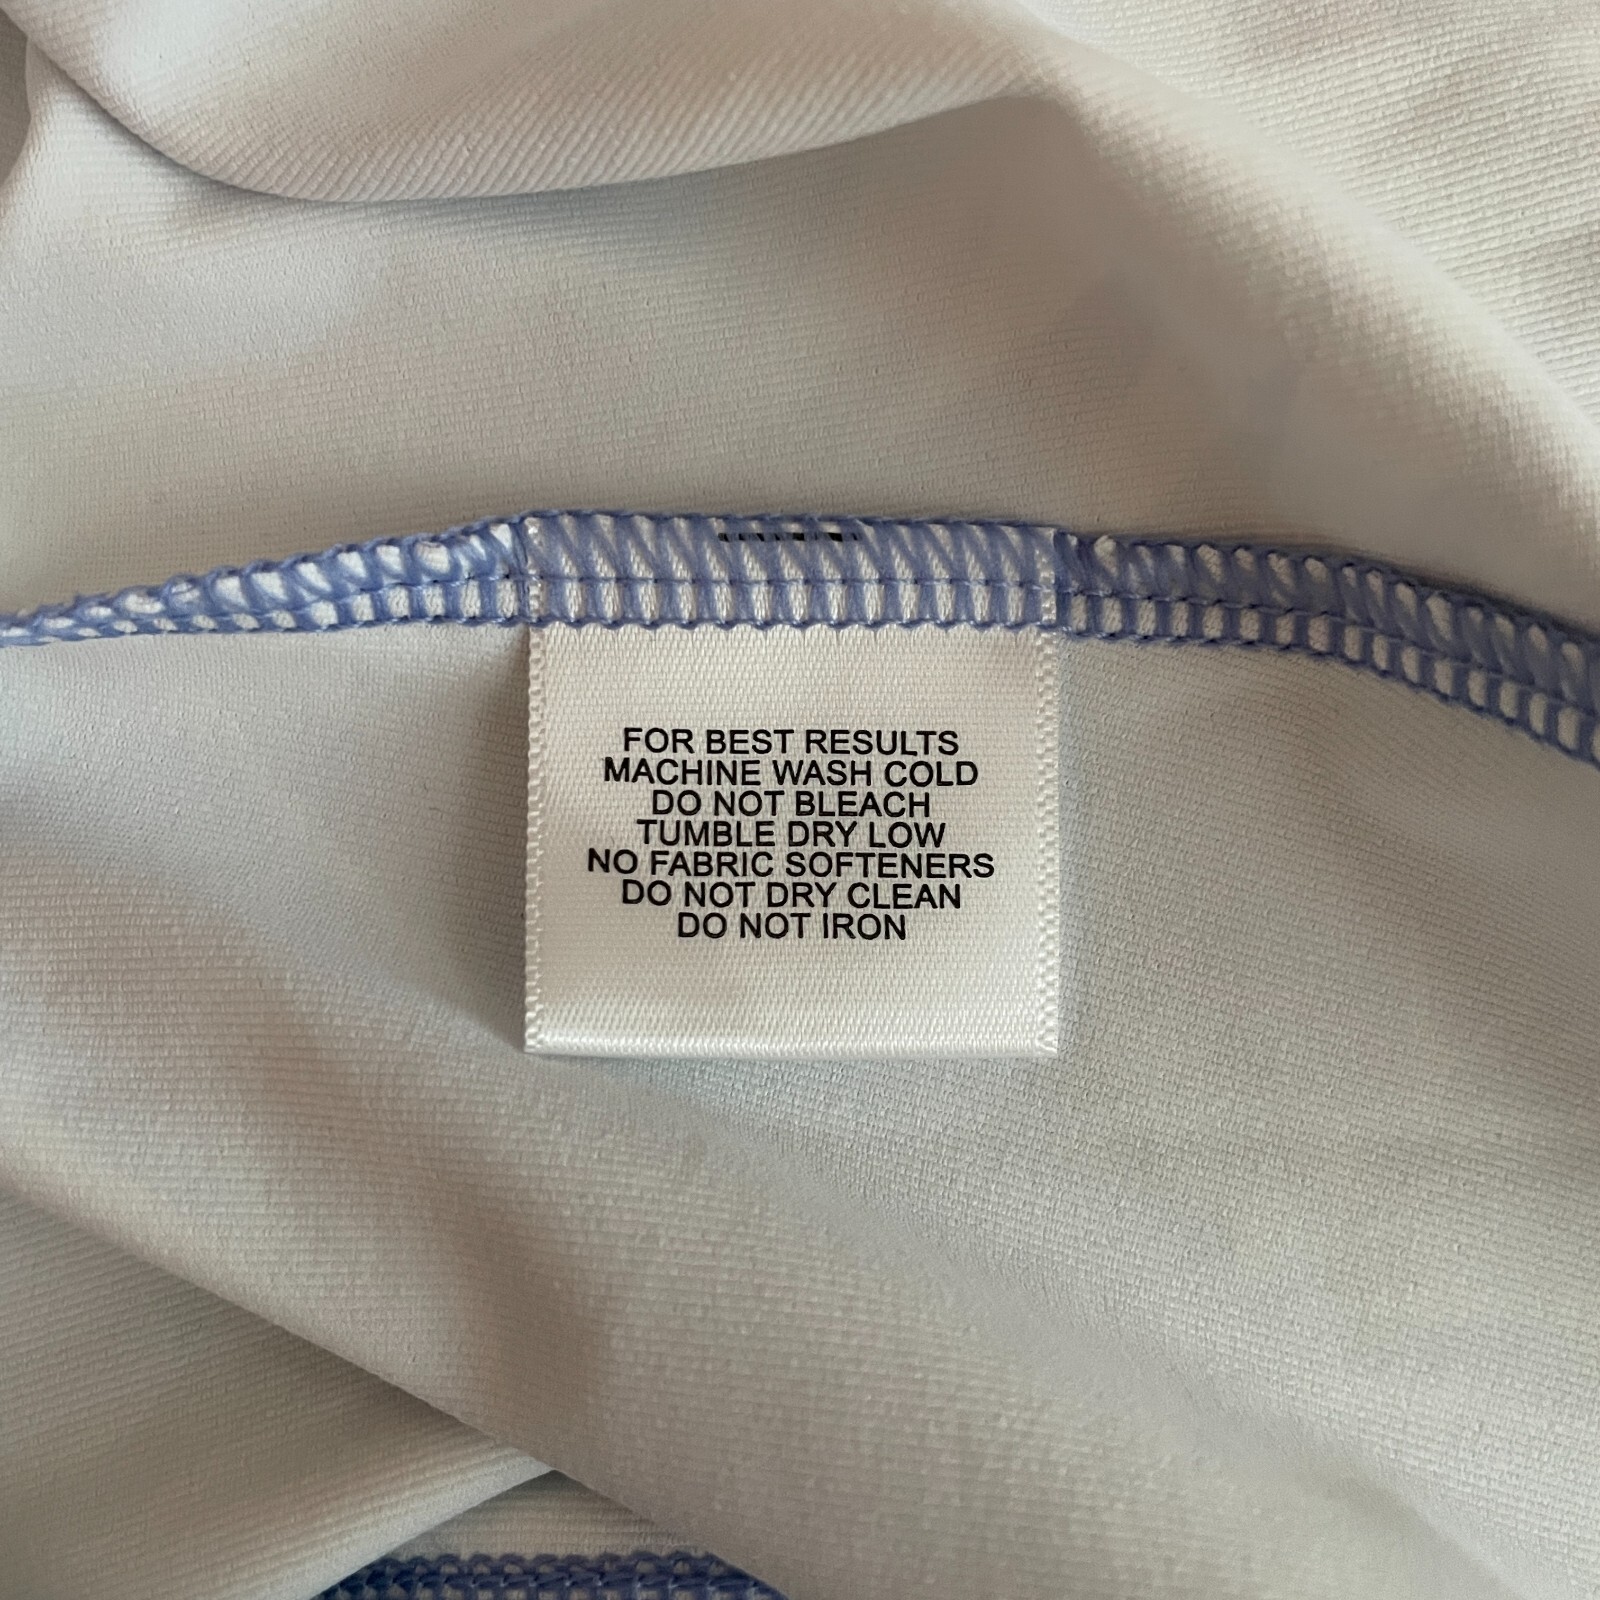 FOR BEST RESULTS
MACHINE WASH COLD
DO NOT BLEACH
TUMBLE DRY LOW
NO FABRIC SOFTENERS
DO NOT DRY CLEAN
DO NOT IRON